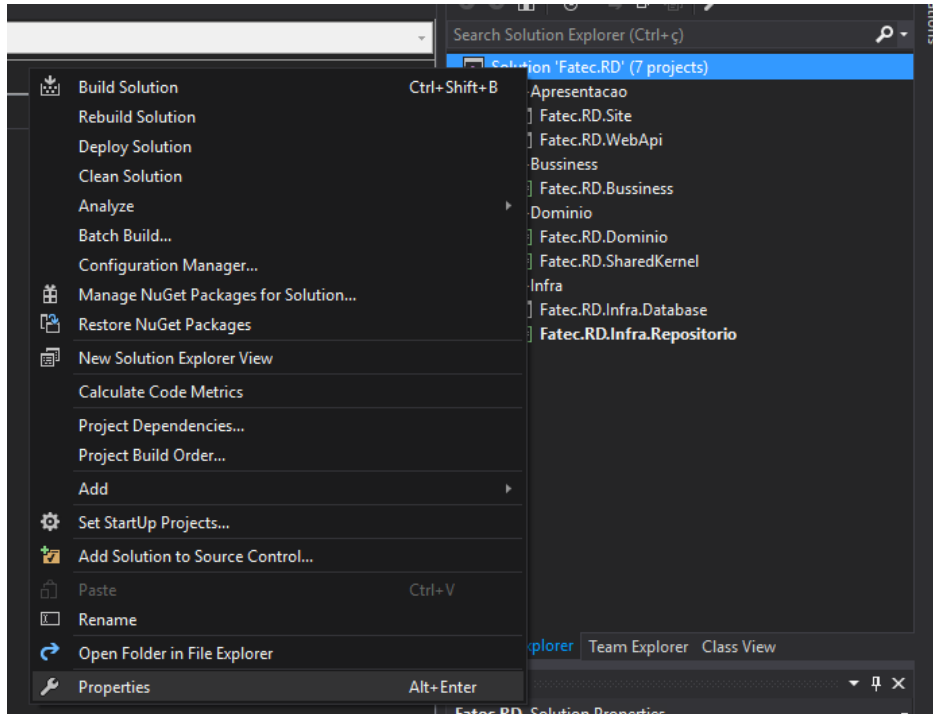 Search Solution Explorer (Ctrl+ç)
Solution 'Fatec.RD' (7 projects)
Apresentacao
Fatec.RD.Site
Fatec.RD.WebApi
Bussiness
Fatec.RD.Bussiness
Dominio
Fatec.RD.Dominio
Fatec.RD.SharedKernel
Infra
Fatec.RD.Infra.Database
Fatec.RD.Infra.Repositorio
Build Solution Ctrl+Shift+B
Rebuild Solution
Deploy Solution
Clean Solution
Analyze
Batch Build...
Configuration Manager...
Manage NuGet Packages for Solution...
Restore NuGet Packages
New Solution Explorer View
Calculate Code Metrics
Project Dependencies...
Project Build Order...
Add
Set StartUp Projects...
Add Solution to Source Control...
Paste Ctrl+V
Rename
Open Folder in File Explorer
Properties Alt+Enter
xplorer Team Explorer Class View
Fatec.RD Solution Properties